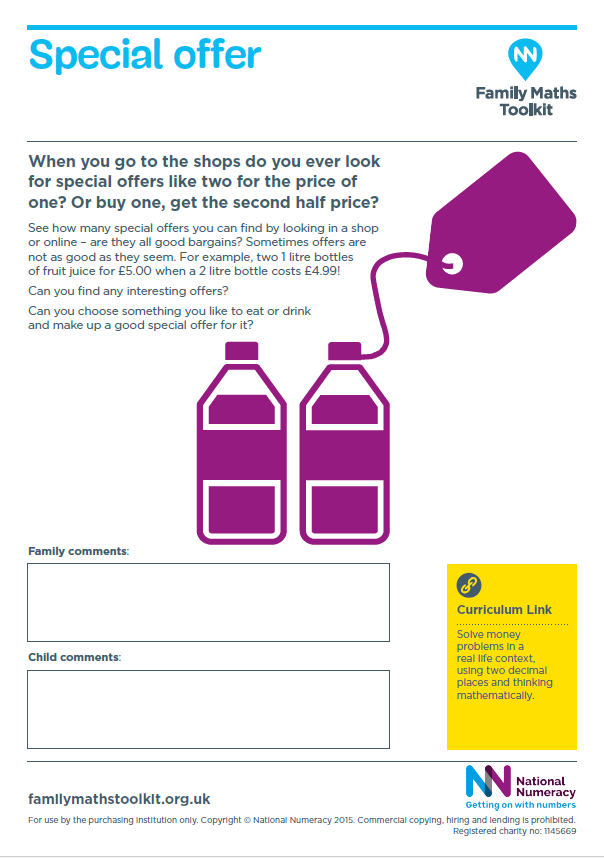 Special offer
Family Maths
Toolkit
When you go to the shops do you ever look
for special offers like two for the price of
one? Or buy one, get the second half price?
See how many special offers you can find by looking in a shop
or online – are they all good bargains? Sometimes offers are
not as good as they seem. For example, two 1 litre bottles
of fruit juice for £5.00 when a 2 litre bottle costs £4.99!
Can you find any interesting offers?
Can you choose something you like to eat or drink
and make up a good special offer for it?
Family comments:
Child comments:
Curriculum Link
Solve money
problems in a
real life context,
using two decimal
places and thinking
mathematically.
National
Numeracy
Getting on with numbers
familymathstoolkit.org.uk
For use by the purchasing institution only. Copyright © National Numeracy 2015. Commercial copying, hiring and lending is prohibited.
Registered charity no: 1145669